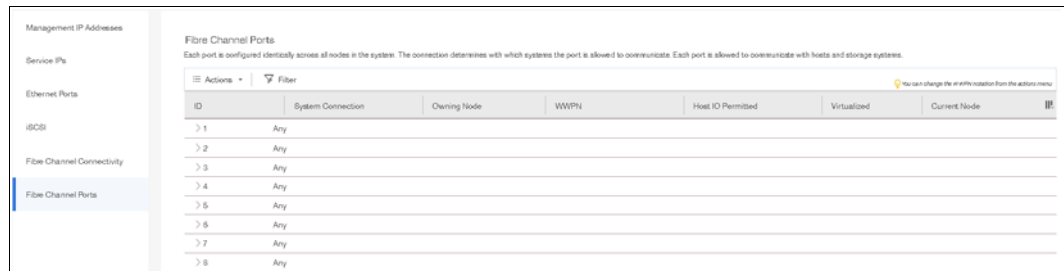 Management IP Addresses
Service IPs
Ethernet Ports
iSCSI
Fibre Channel Connectivity
Fibre Channel Ports
Fibre Channel Ports
Each port is configured identically across all nodes in the system. The connection determines with which systems the port is allowed to communicate. Each port is allowed to communicate with hosts and storage systems.
Actions Filter
You can change the WWPN notation from the actions menu
ID System Connection Owning Node WWPN Host IO Permitted Virtualized Current Node
> 1 Any
> 2 Any
> 3 Any
> 4 Any
> 5 Any
> 6 Any
> 7 Any
> 8 Any